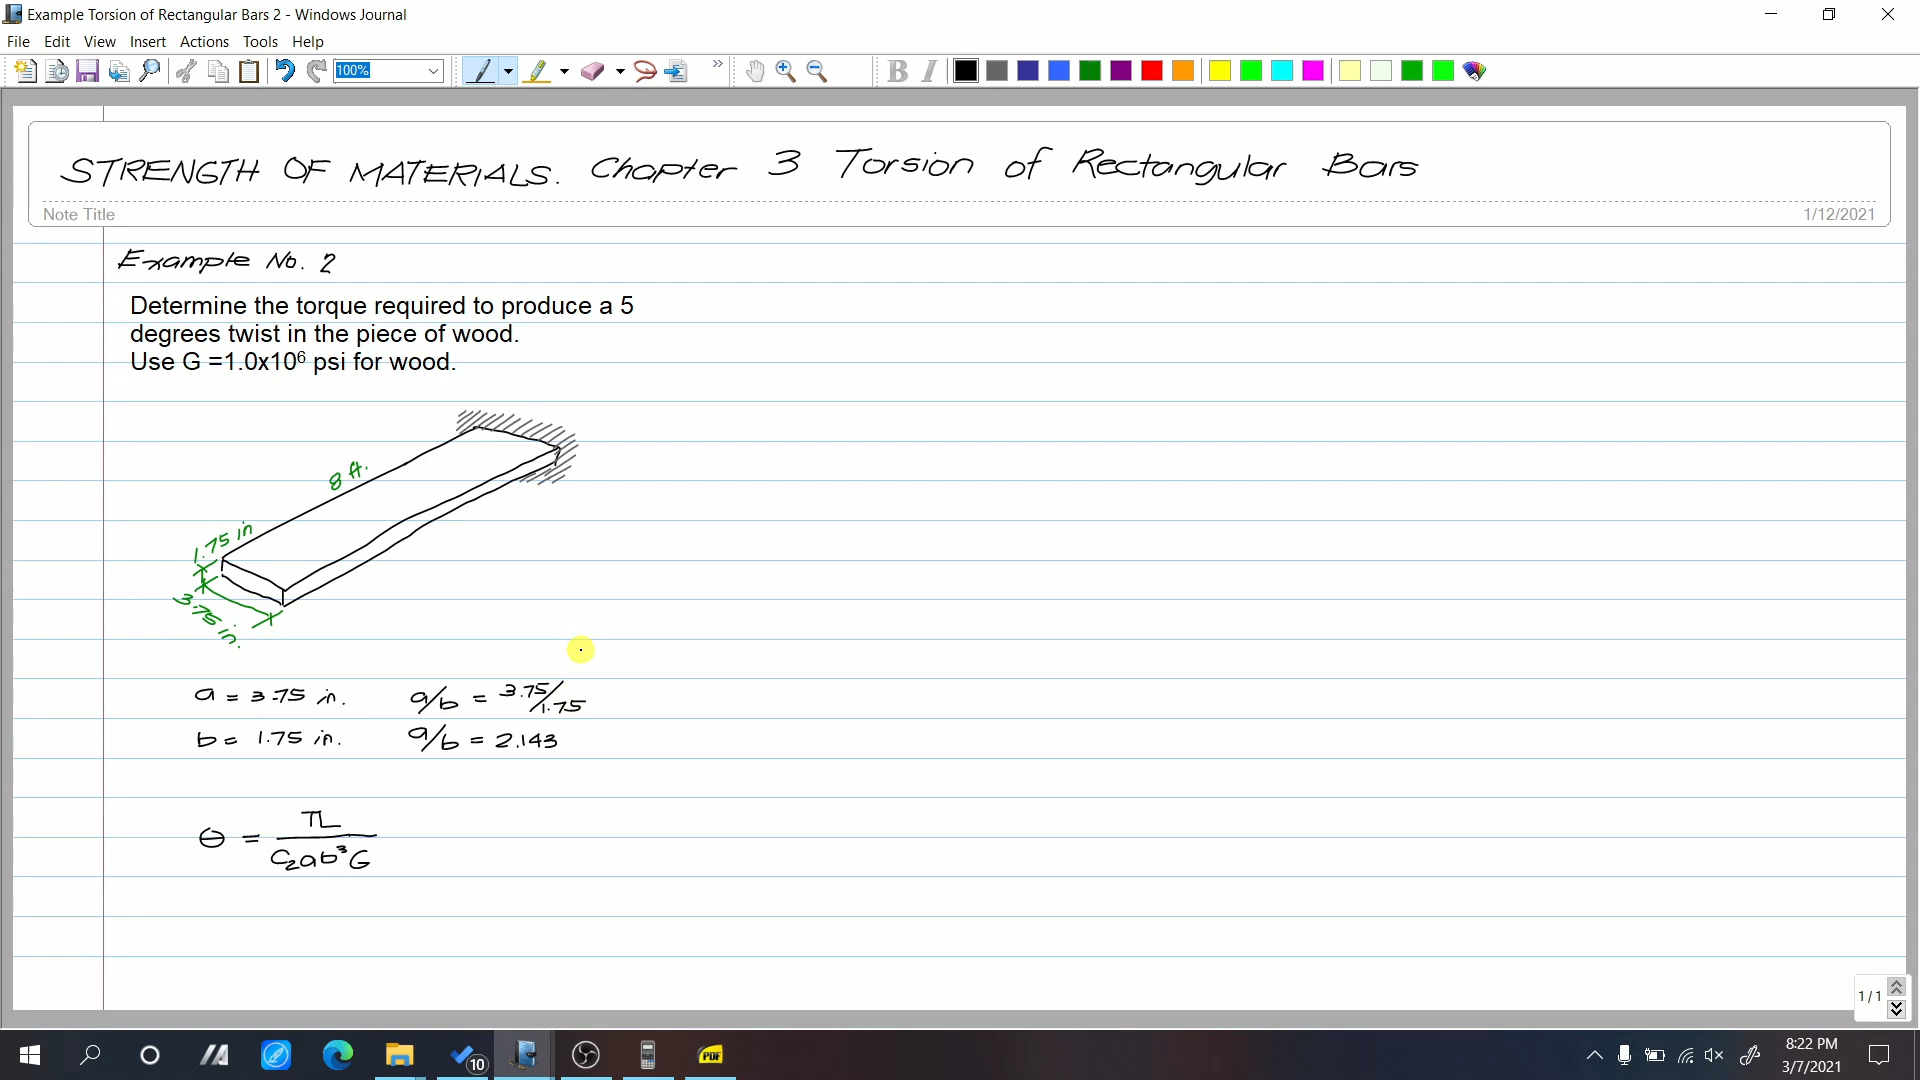 Example Torsion of Rectangular Bars 2 - Windows Journal
File Edit View Insert Actions Tools Help
100%
B I
STRENGTH OF MATERIALS. Chapter 3 Torsion of Rectangular Bars
Note Title
1/12/2021
Example No. 2
Determine the torque required to produce a 5
degrees twist in the piece of wood.
Use G =1.0x10⁶ psi for wood.
8 ft.
1.75 in
3.75 in.
a = 3.75 in. a/b = 3.75/1.75
b = 1.75 in. a/b = 2.143
θ = TL / C₂ab³G
1/1
10
PDF
8:22 PM
3/7/2021